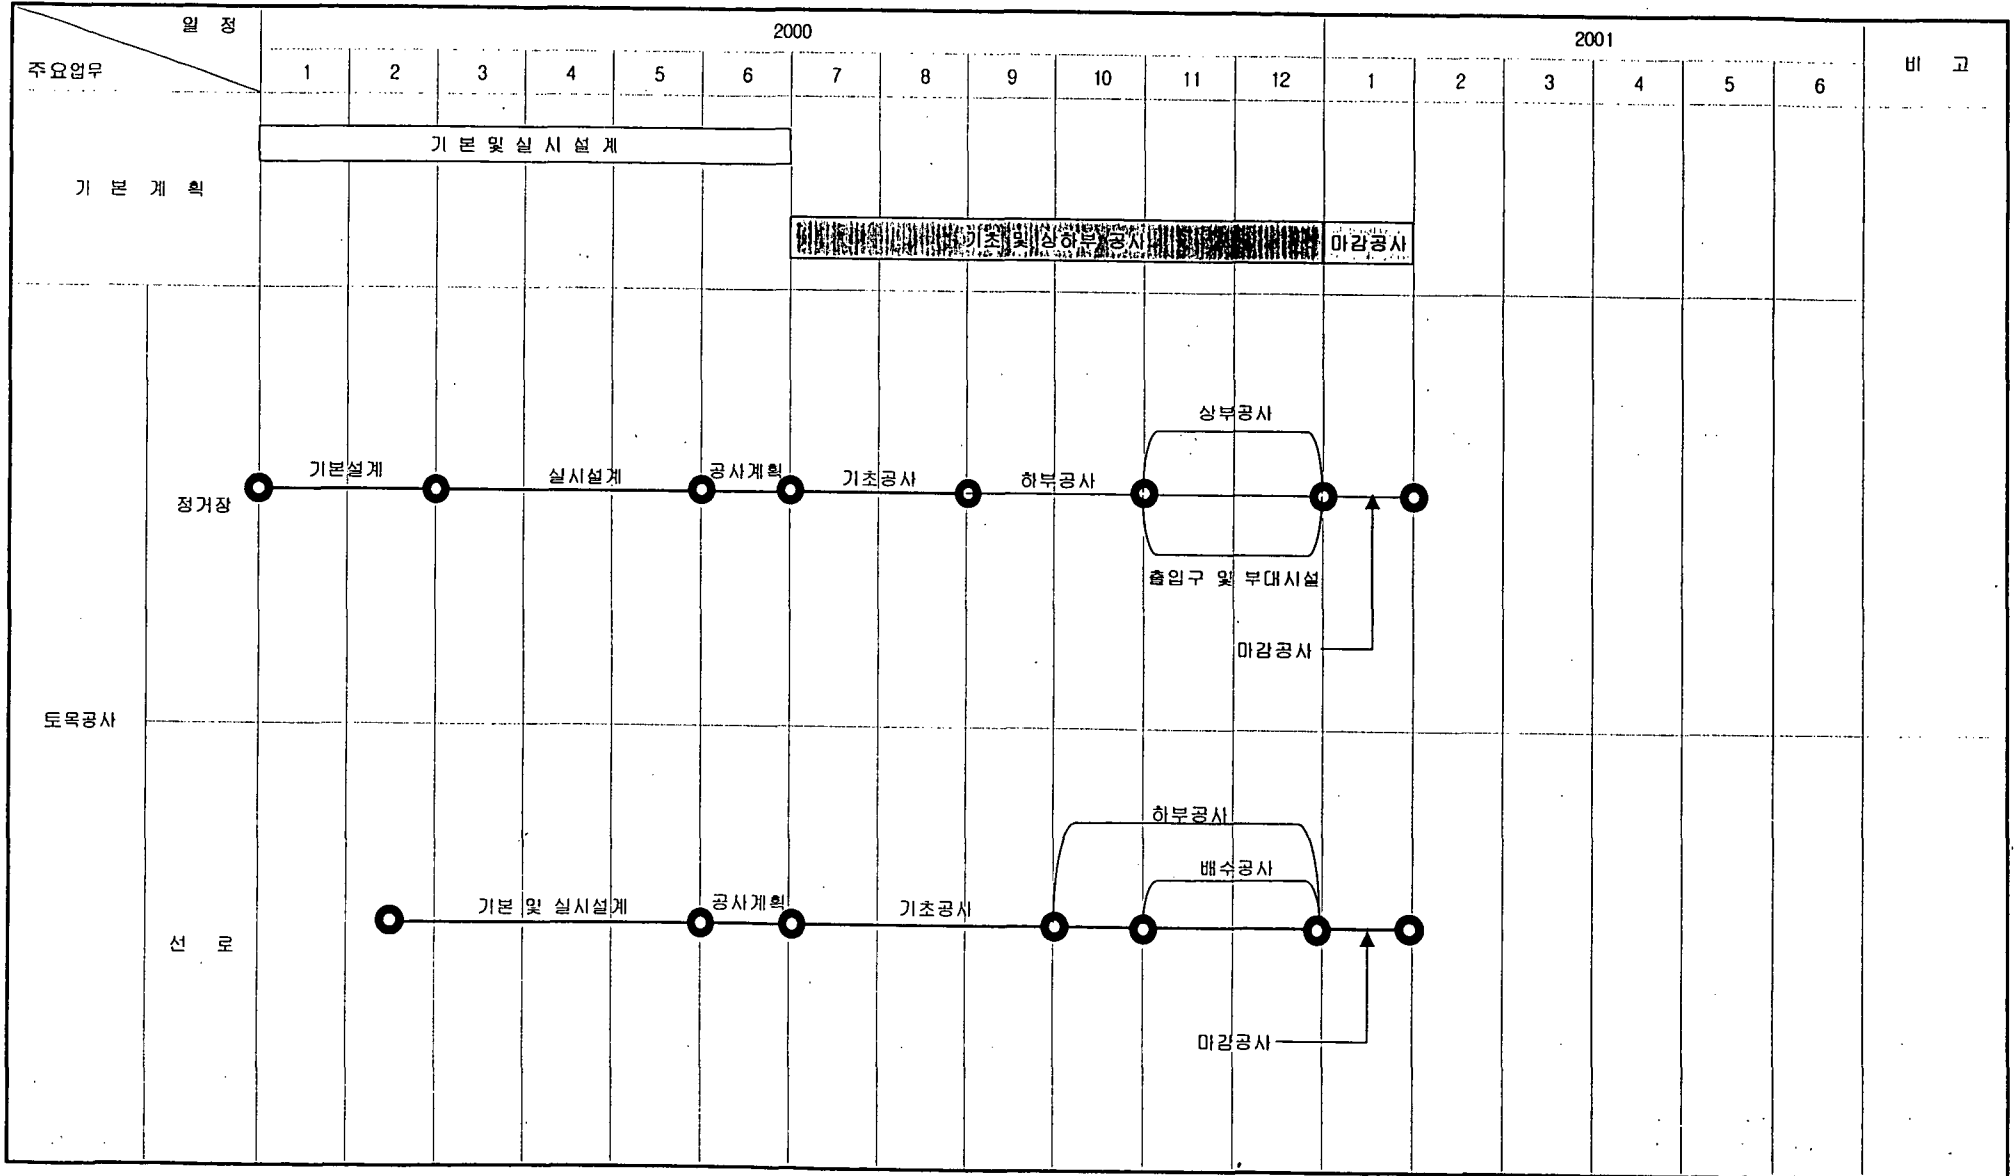 일 정
주요업무
2000
2001
비 고
1 2 3 4 5 6 7 8 9 10 11 12 1 2 3 4 5 6
기 본 및 실 시 설 계
기 본 계 획
기초 및 상하부 공사
마감공사
상부공사
기본설계
실시설계
공사계획
기초공사
하부공사
정거장
출입구 및 부대시설
마감공사
토목공사
하부공사
배수공사
기본 및 실시설계
공사계획
기초공사
선 로
마감공사